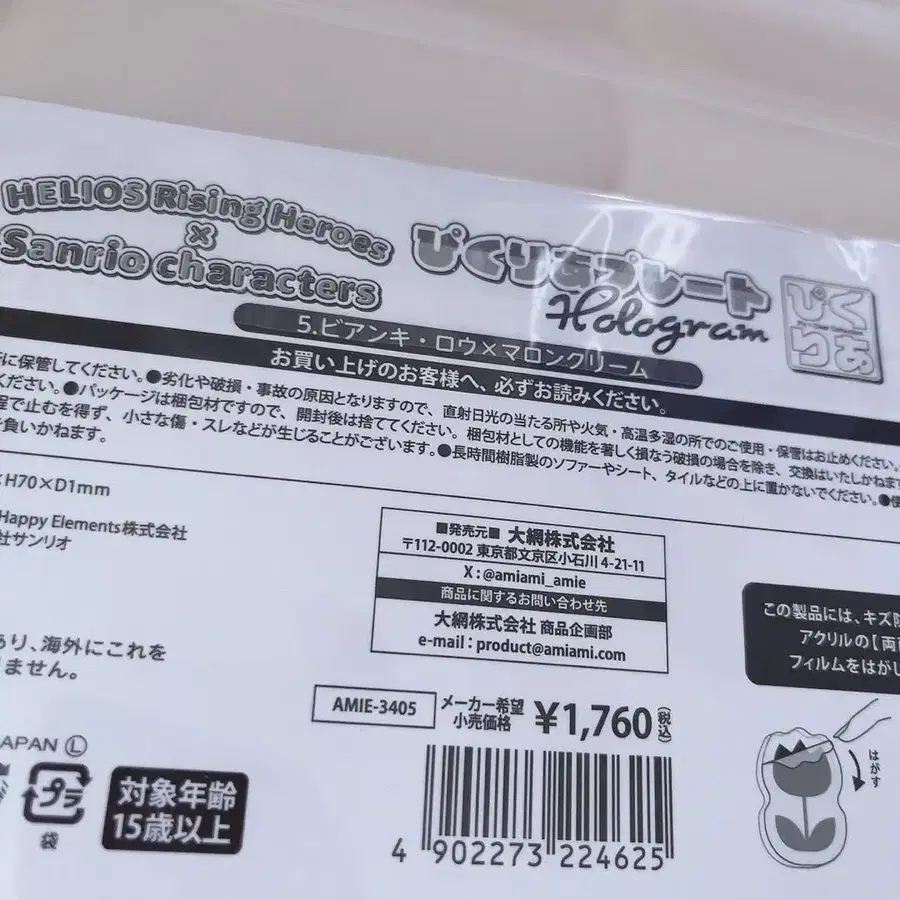 HELIOS Rising Heroes
×
Sanrio characters
ぴくりあプレート
Hologram
ぴくりあ
5.ビアンキ・ロウ×マロンクリーム
お買い上げのお客様へ、必ずお読みください。
に保管してください。●劣化や破損・事故の原因となりますので、直射日光の当たる所や火気・高温多湿の所でのご使用・保管はお止めください。
ください。●パッケージは梱包材ですので、開封後は捨ててください。梱包材としての機能を著しく損なう破損の場合を除き、交換はいたしかねます
程で止むを得ず、小さな傷・スレなどが生じることがございます。●長時間樹脂製のソファーやシート、タイルなどの上に置かないでください。●使
を負いかねます。
×H70×D1mm
Happy Elements株式会社
社サンリオ
あり、海外にこれを
りません。
■発売元■ 大網株式会社
〒112-0002 東京都文京区小石川 4-21-11
X : @amiami_amie
商品に関するお問い合わせ先
大網株式会社 商品企画部
e-mail : product@amiami.com
この製品には、キズ防
アクリルの【両面
フィルムをはがし
AMIE-3405
メーカー希望
小売価格
¥1,760(税込)
はがす
APAN Ⓛ
プラ
袋
対象年齢
15歳以上
4 902273 224625